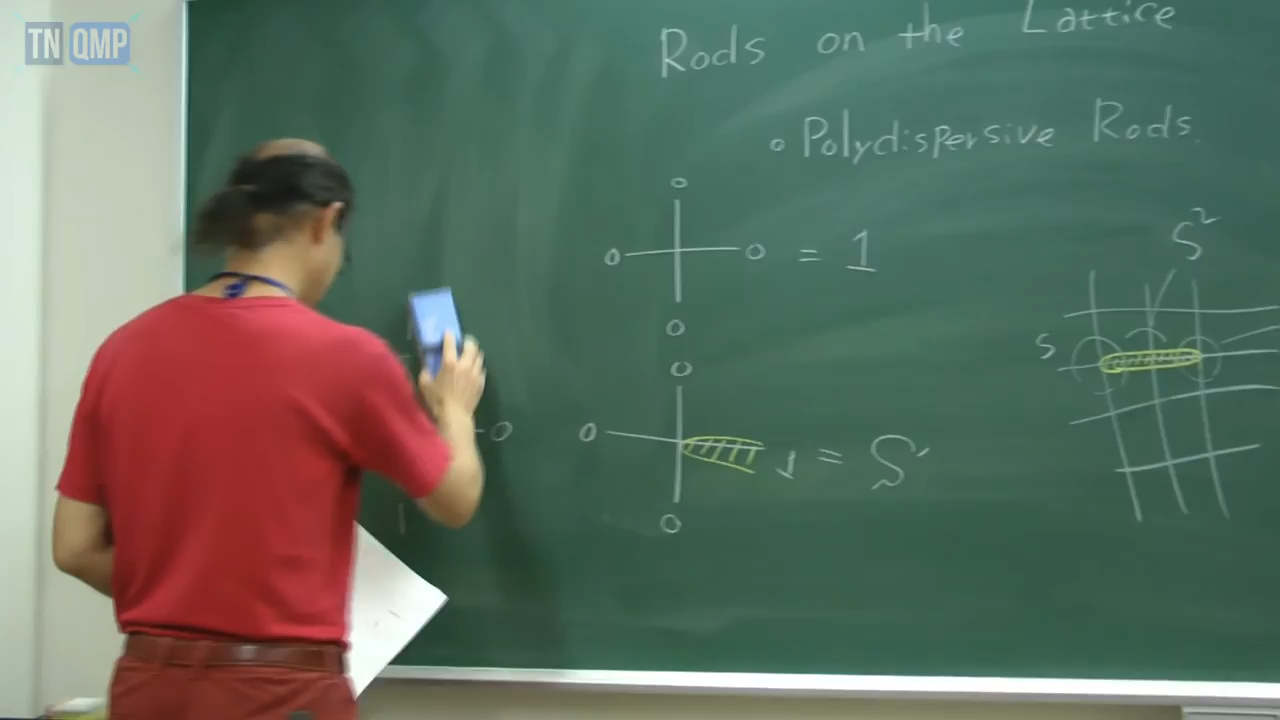 TN QMP
Rods on the Lattice
Polydispersive Rods
0
0 0 = 1
0
0
0 0 1 = S
0
S²
S